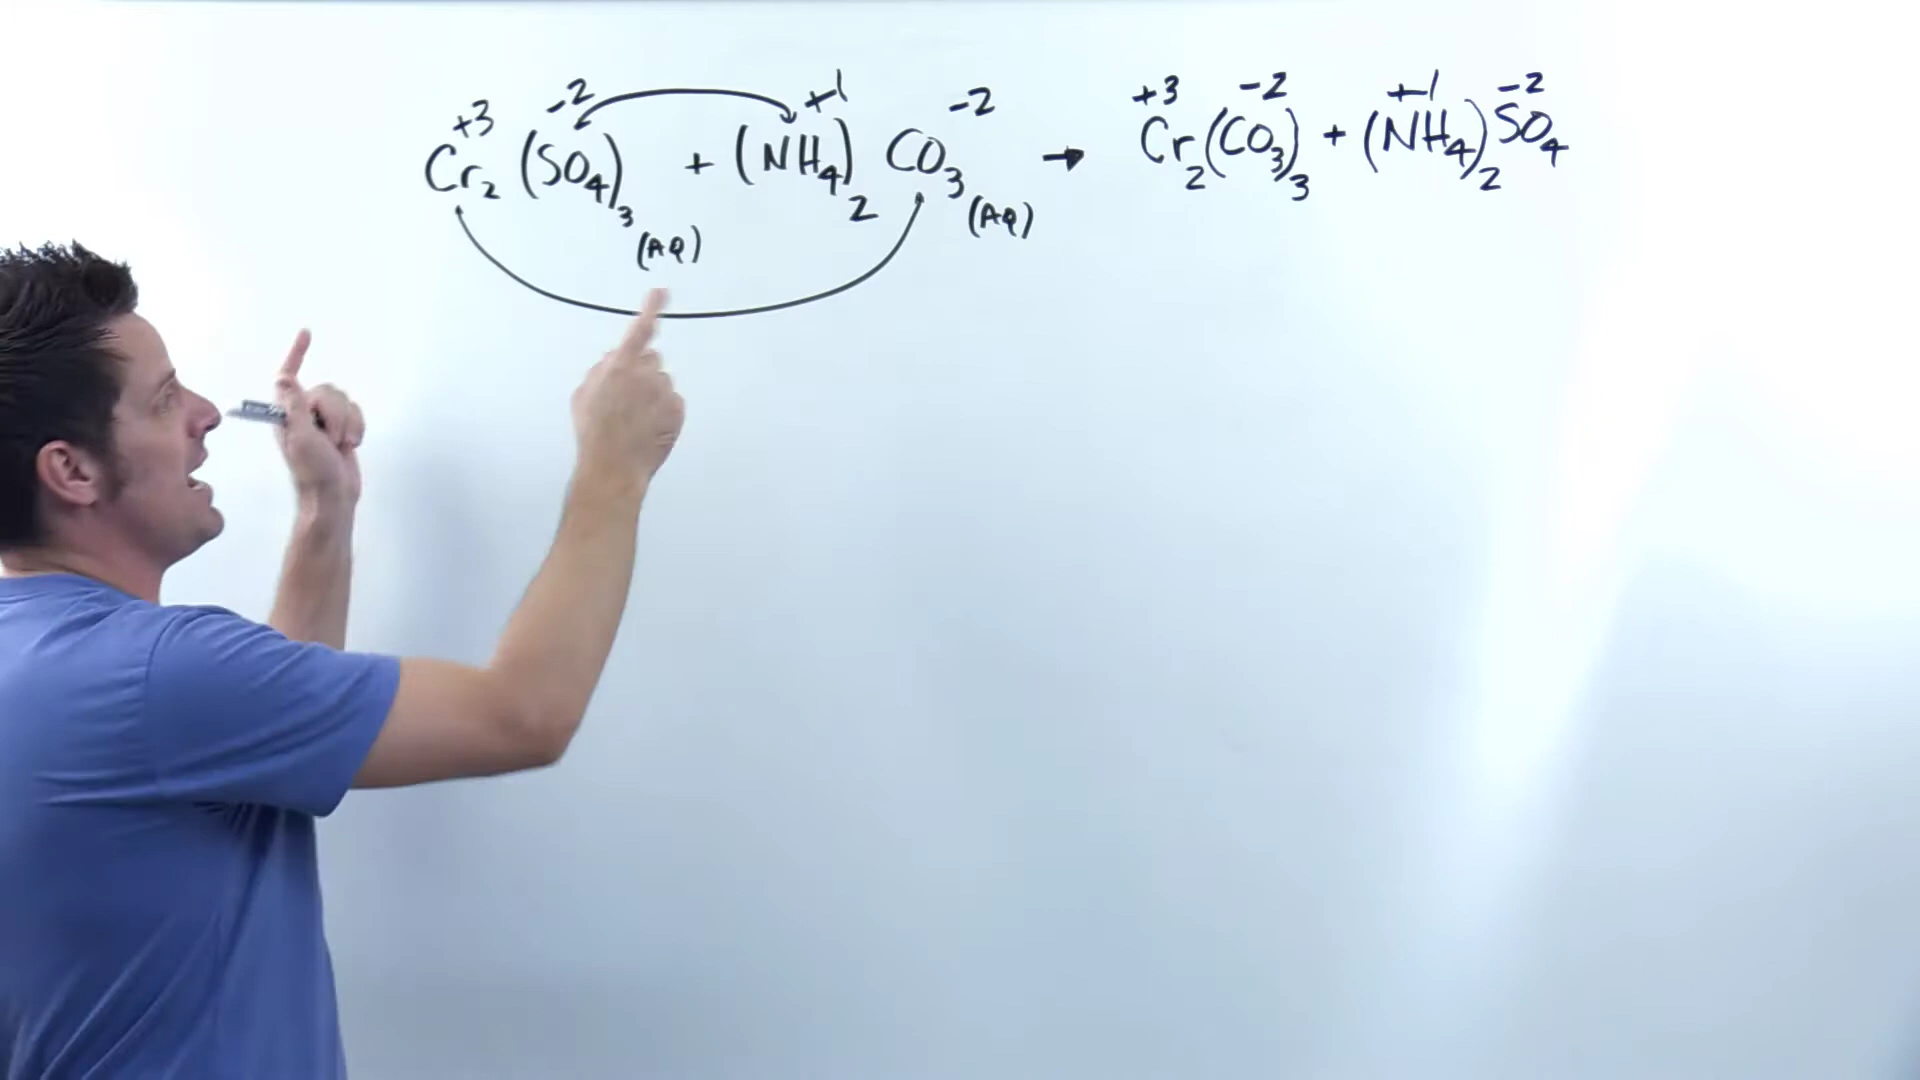 +3 -2 +1 -2 +3 -2 +1 -2
Cr₂ (SO₄)₃ (AQ) + (NH₄)₂ CO₃ (AQ) → Cr₂(CO₃)₃ + (NH₄)₂SO₄